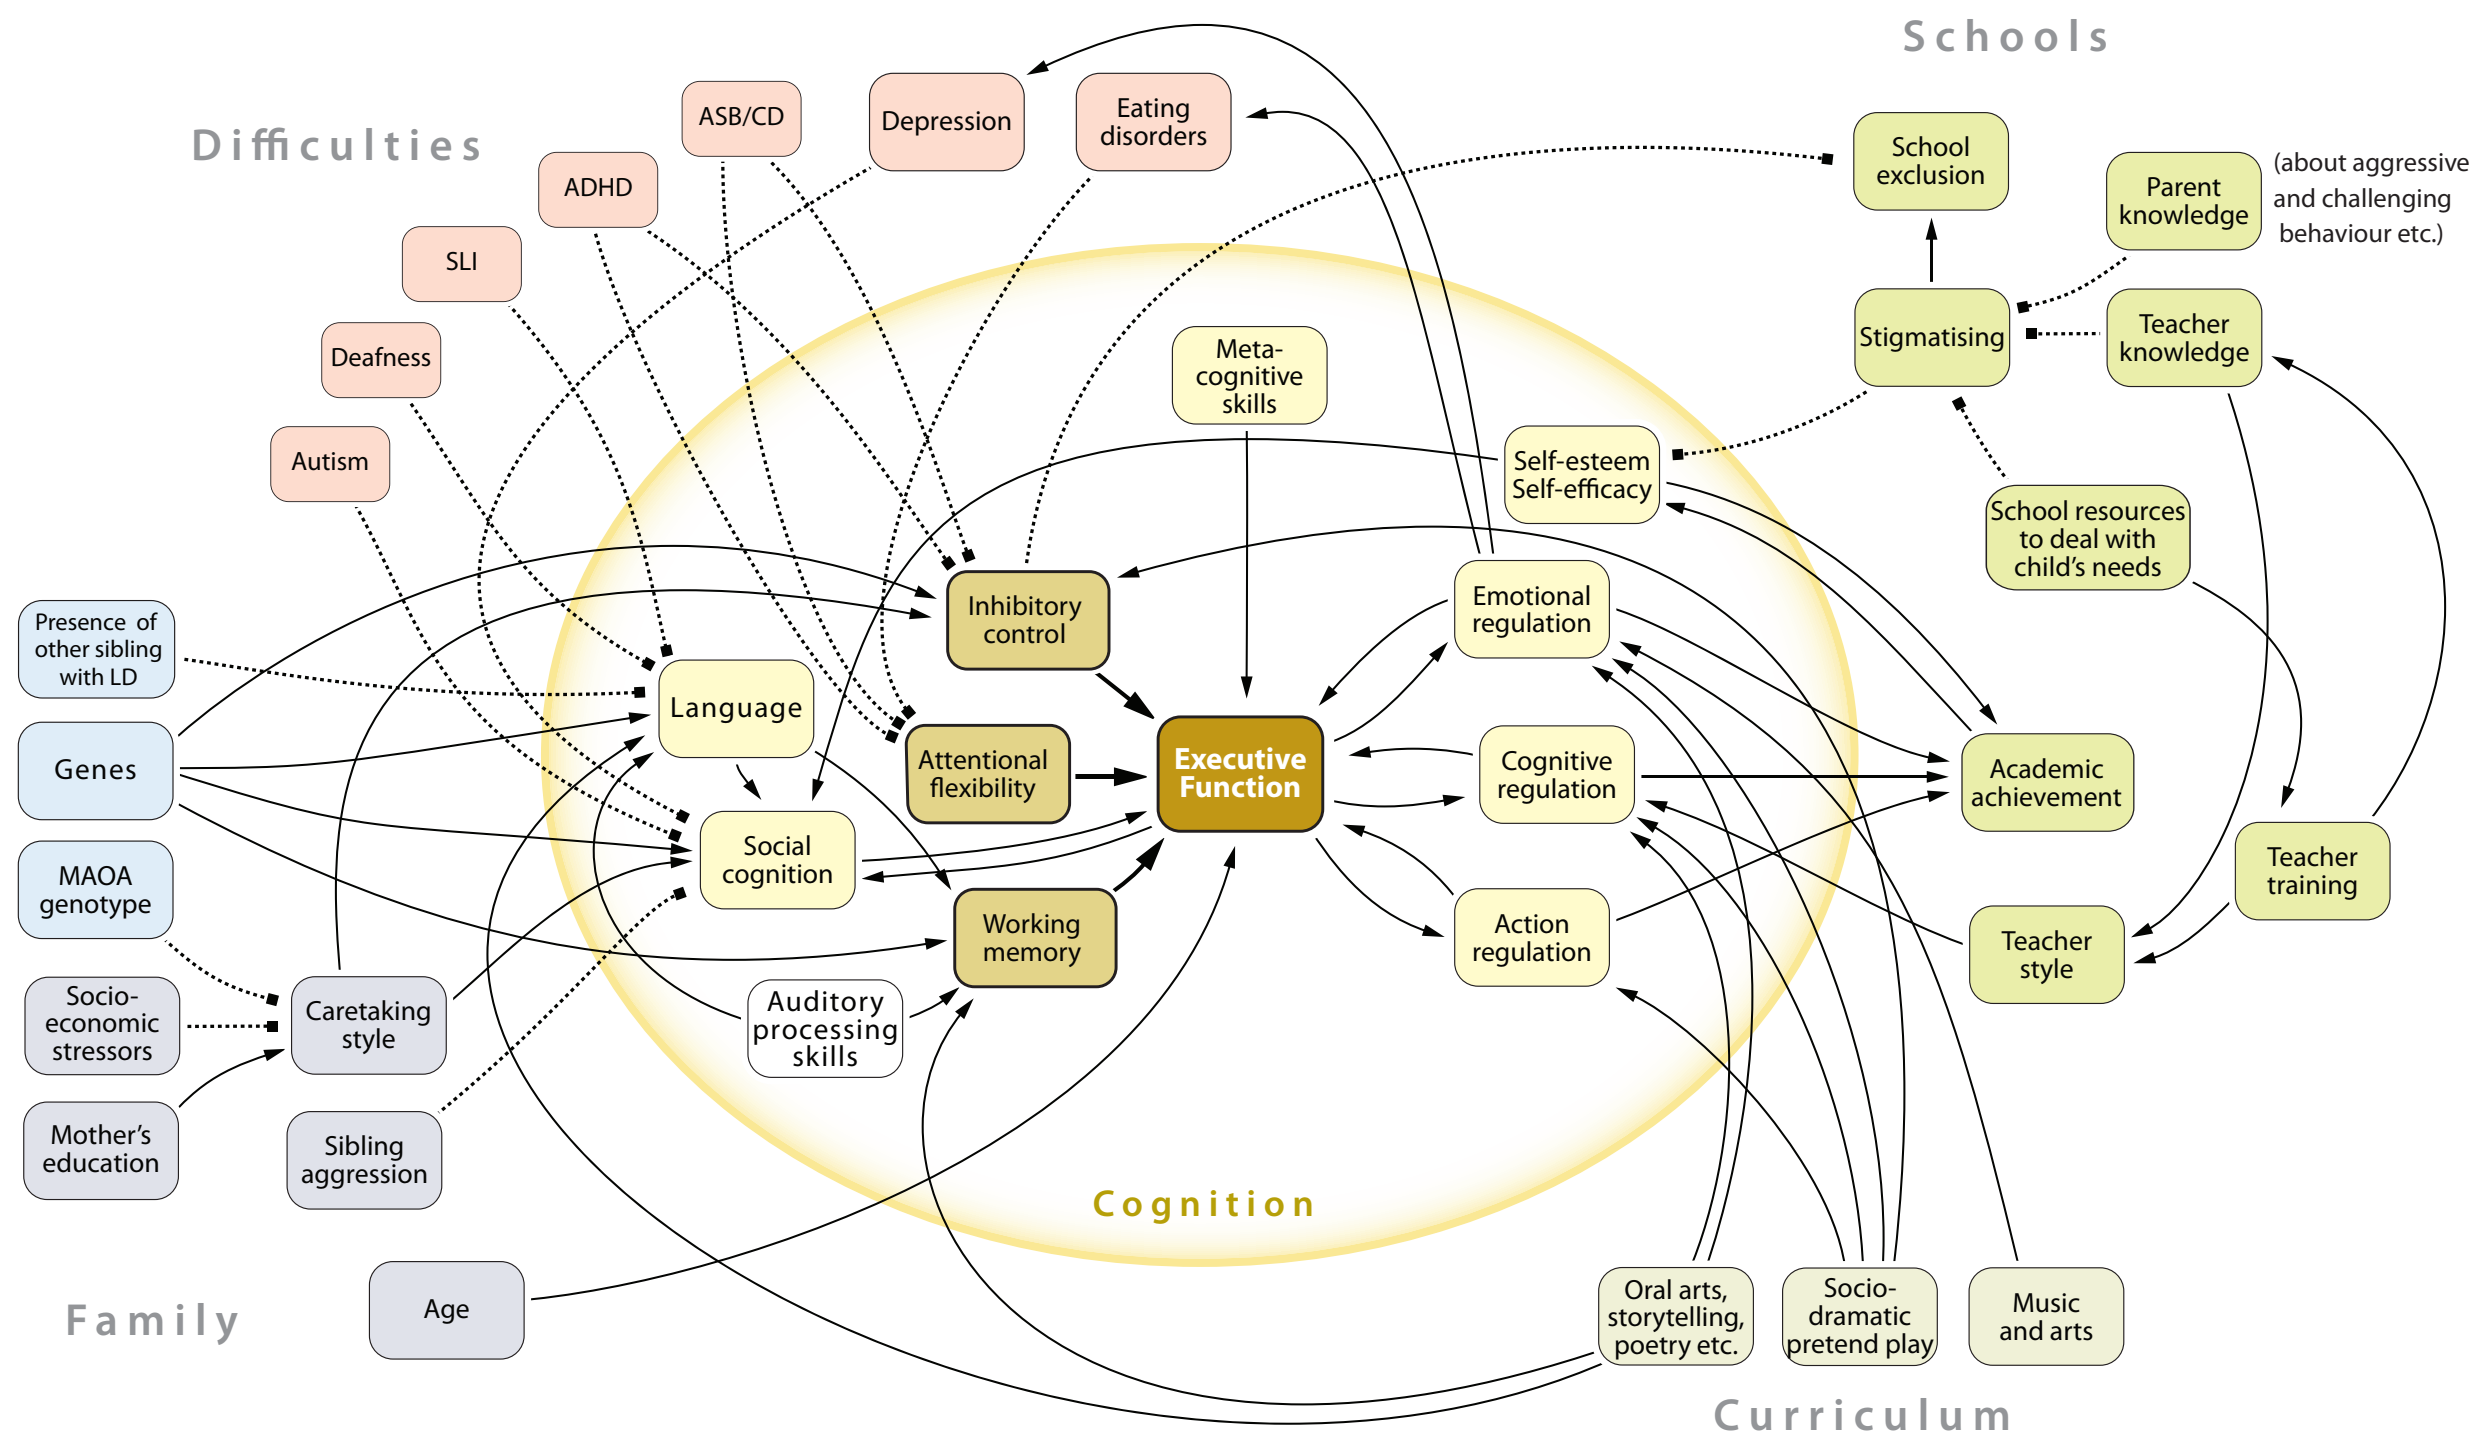 Schools
Difficulties
ASB/CD
Depression
Eating
disorders
School
exclusion
Parent
knowledge
(about aggressive
and challenging
behaviour etc.)
ADHD
SLI
Deafness
Autism
Stigmatising
Teacher
knowledge
Meta-
cognitive
skills
Self-esteem
Self-efficacy
School resources
to deal with
child's needs
Presence of
other sibling
with LD
Inhibitory
control
Emotional
regulation
Language
Genes
Attentional
flexibility
Executive
Function
Cognitive
regulation
Academic
achievement
MAOA
genotype
Social
cognition
Working
memory
Action
regulation
Teacher
training
Teacher
style
Socio-
economic
stressors
Caretaking
style
Auditory
processing
skills
Mother's
education
Sibling
aggression
Cognition
Family
Age
Oral arts,
storytelling,
poetry etc.
Socio-
dramatic
pretend play
Music
and arts
Curriculum